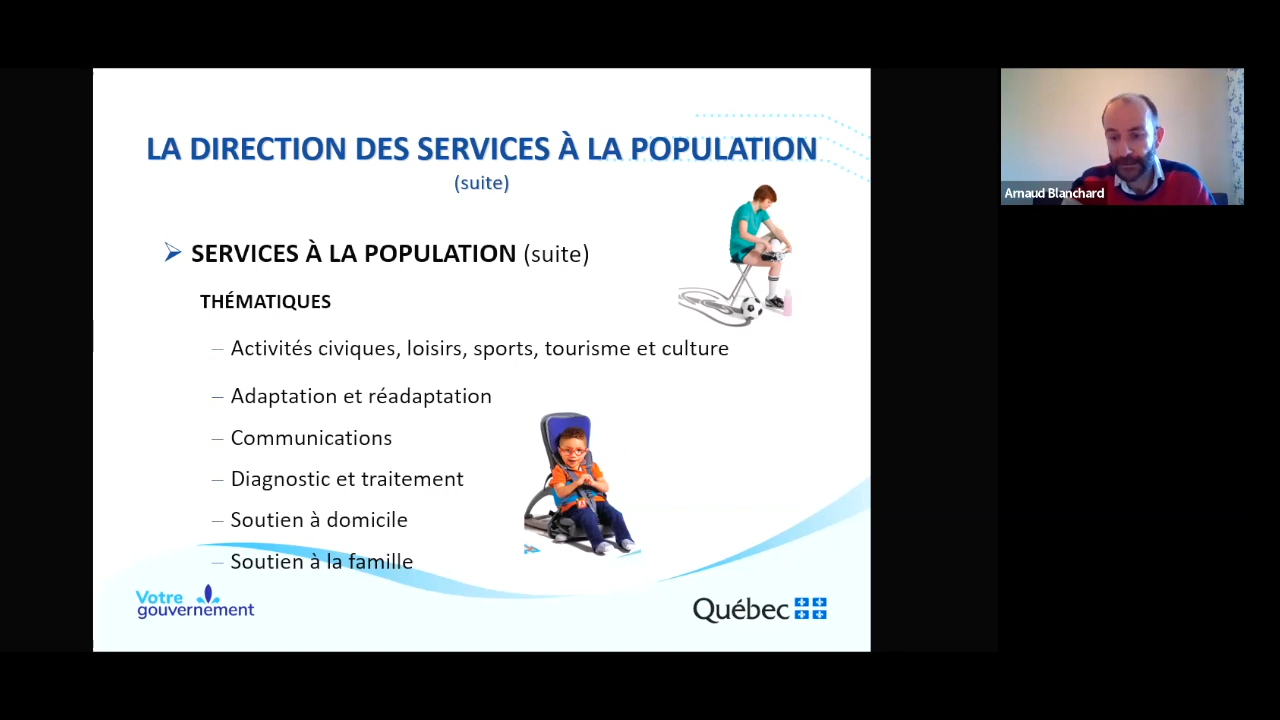 LA DIRECTION DES SERVICES À LA POPULATION
(suite)
➢ SERVICES À LA POPULATION (suite)
THÉMATIQUES
– Activités civiques, loisirs, sports, tourisme et culture
– Adaptation et réadaptation
– Communications
– Diagnostic et traitement
– Soutien à domicile
– Soutien à la famille
Votre
gouvernement
Québec
Arnaud Blanchard